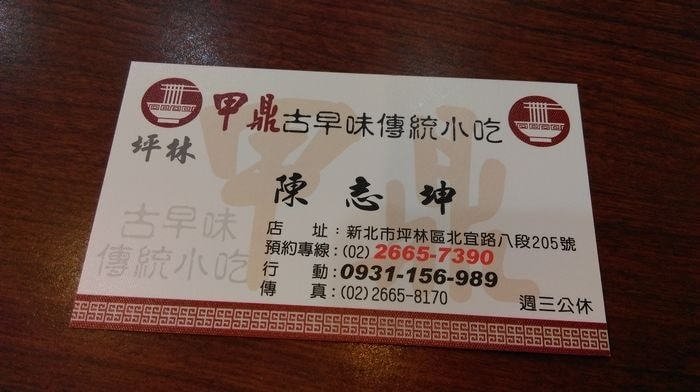 甲鼎古早味傳統小吃
坪林
陳志坤
古早味
傳統小吃
店　址：新北市坪林區北宜路八段205號
預約專線：(02) 2665-7390
行　動：0931-156-989
傳　真：(02) 2665-8170
週三公休
甲鼎